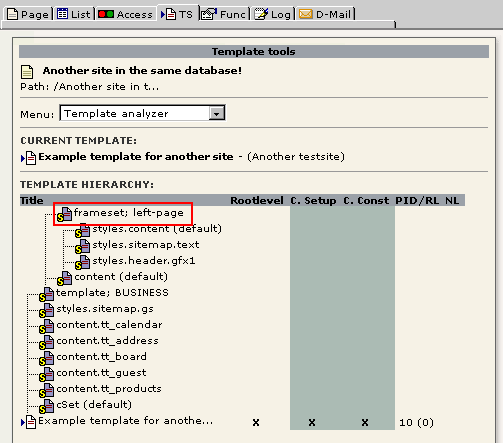 Page List Access TS Func Log D-Mail
Template tools
Another site in the same database!
Path: /Another site in t...
Menu: Template analyzer
CURRENT TEMPLATE:
Example template for another site - (Another testsite)
TEMPLATE HIERARCHY:
Title Rootlevel C. Setup C. Const PID/RL NL
frameset; left-page
styles.content (default)
styles.sitemap.text
styles.header.gfx1
content (default)
template; BUSINESS
styles.sitemap.gs
content.tt_calendar
content.tt_address
content.tt_board
content.tt_guest
content.tt_products
cSet (default)
Example template for anothe... x x x 10 (0)